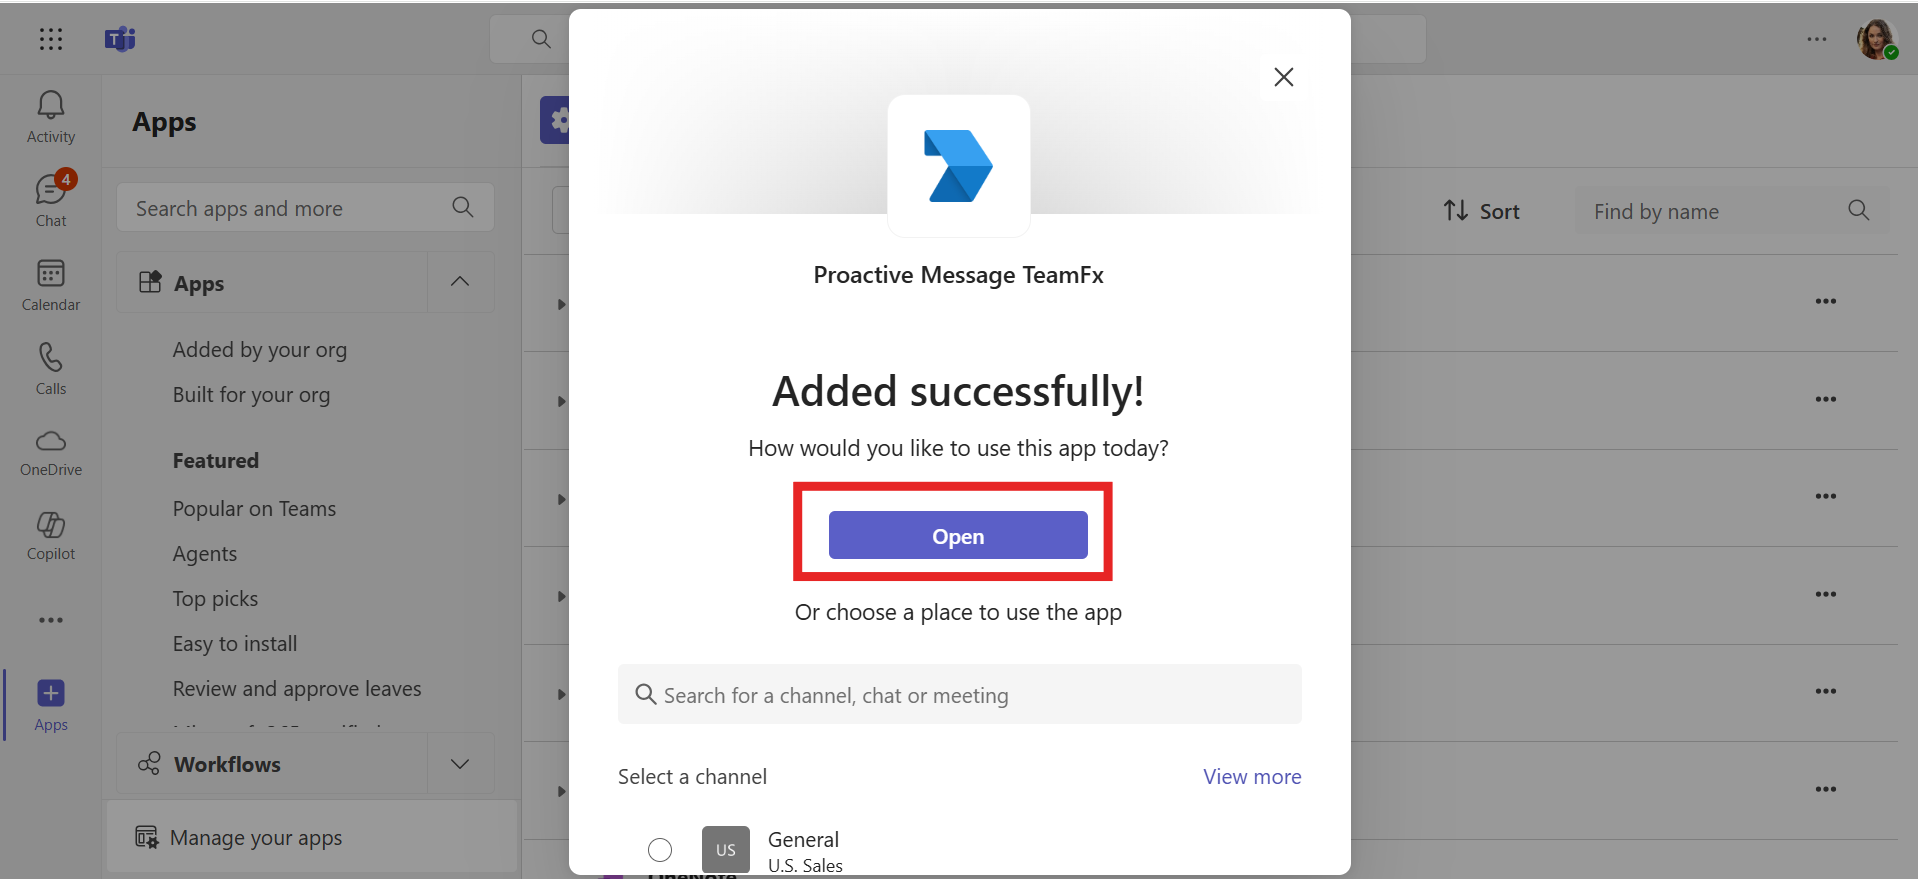 Activity
4
Chat
Calendar
Calls
OneDrive
Copilot
Apps
Apps
Search apps and more
Apps
Added by your org
Built for your org
Featured
Popular on Teams
Agents
Top picks
Easy to install
Review and approve leaves
Workflows
Manage your apps
Sort
Find by name
Proactive Message TeamFx
Added successfully!
How would you like to use this app today?
Open
Or choose a place to use the app
Search for a channel, chat or meeting
Select a channel
View more
US
General
U.S. Sales
OneNote